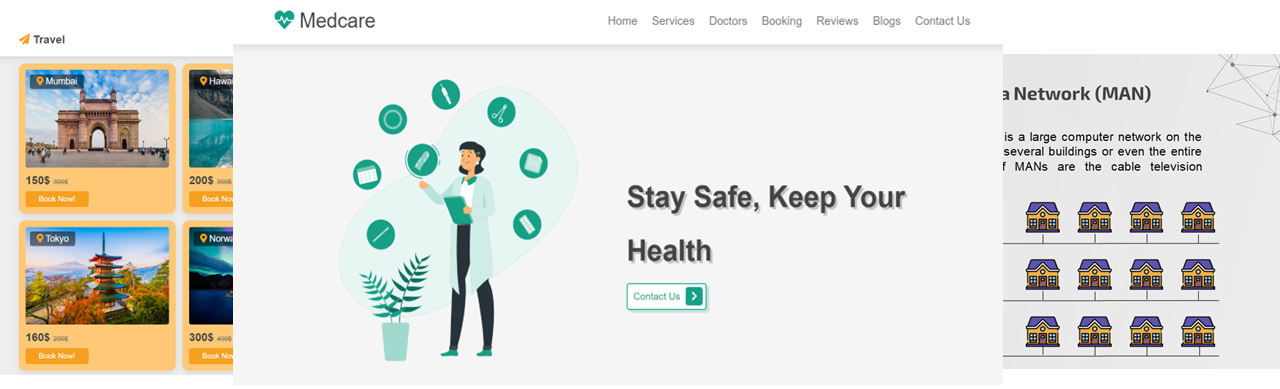 Travel
Mumbai
150$ 300$
Book Now!
Tokyo
160$ 200$
Book Now!
200$ 350$
Book Now!
300$ 400$
Book Now!
Medcare
Home Services Doctors Booking Reviews Blogs Contact Us
Stay Safe, Keep Your
Health
Contact Us
a Network (MAN)
is a large computer network on the
several buildings or even the entire
MANs are the cable television